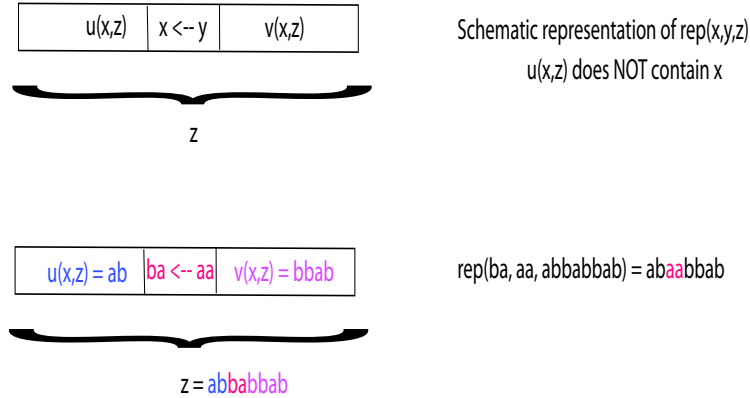 u(x,z) x <-- y v(x,z)
Schematic representation of rep(x,y,z)
u(x,z) does NOT contain x
z
u(x,z) = ab ba <-- aa v(x,z) = bbab
rep(ba, aa, abbabbab) = abaabbab
z = abbabbab